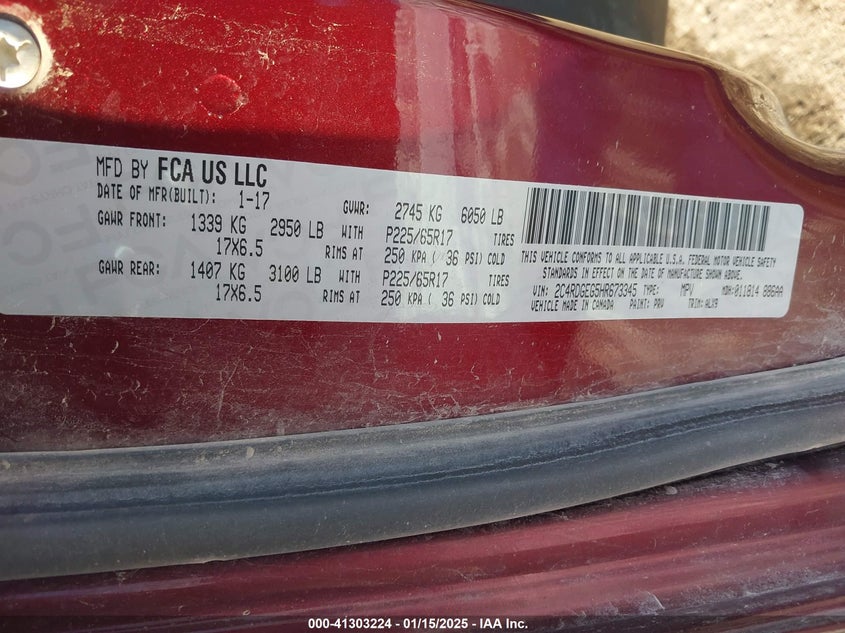 MFD BY FCA US LLC
DATE OF MFR(BUILT): 1-17 GVWR: 2745 KG 6050 LB
GAWR FRONT: 1339 KG 2950 LB WITH P225/65R17 TIRES
17X6.5 RIMS AT 250 KPA ( 36 PSI) COLD
GAWR REAR: 1407 KG 3100 LB WITH P225/65R17 TIRES
17X6.5 RIMS AT 250 KPA ( 36 PSI) COLD
THIS VEHICLE CONFORMS TO ALL APPLICABLE U.S.A. FEDERAL MOTOR VEHICLE SAFETY
STANDARDS IN EFFECT ON THE DATE OF MANUFACTURE SHOWN ABOVE.
VIN: 2C4RDGEG5HR673345 TYPE: MPV MDH:011814 886AA
VEHICLE MADE IN CANADA PAINT: PRV TRIM: ALX9
000-41303224 - 01/15/2025 - IAA Inc.